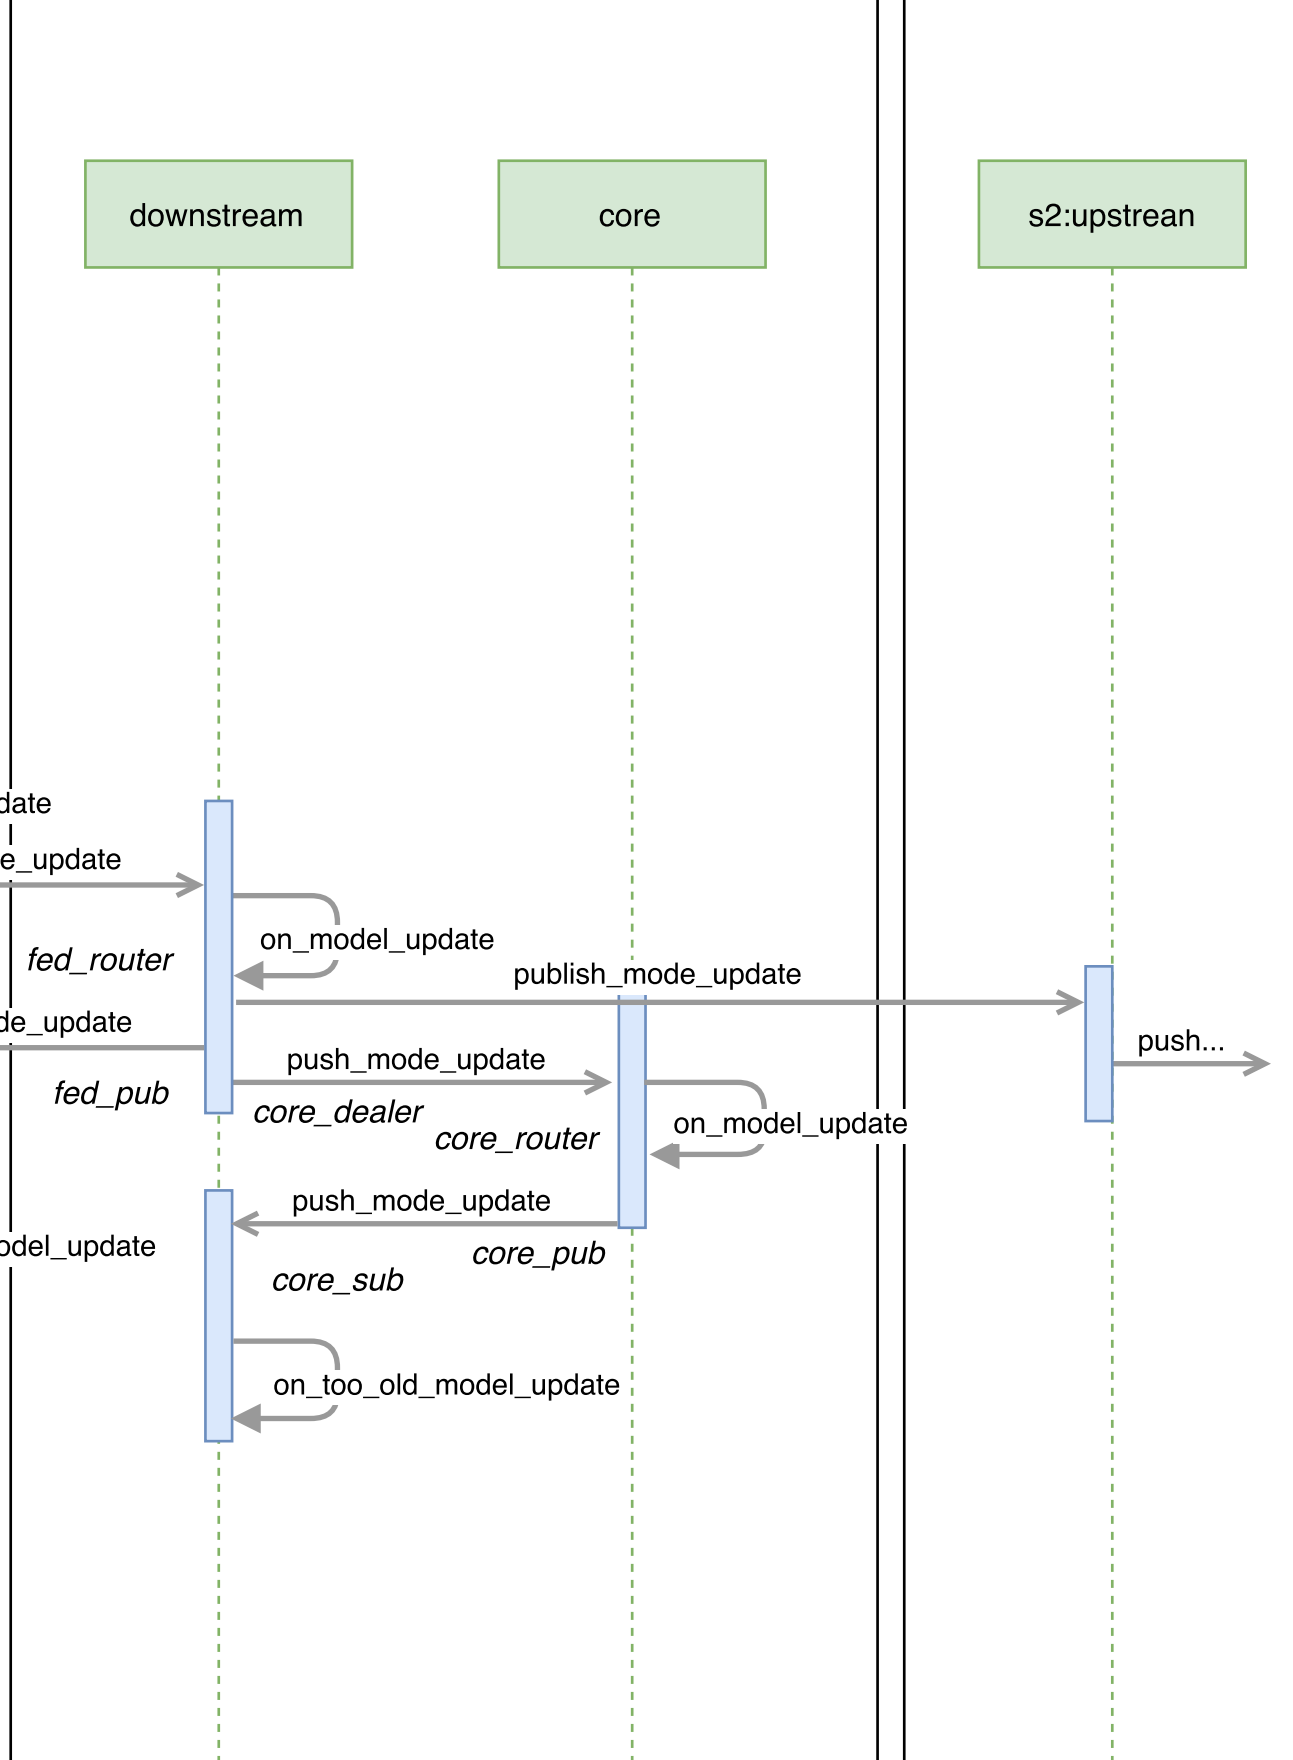 downstream
core
s2:upstrean
date
e_update
on_model_update
fed_router
publish_mode_update
de_update
push...
push_mode_update
fed_pub
core_dealer
on_model_update
core_router
push_mode_update
odel_update
core_pub
core_sub
on_too_old_model_update